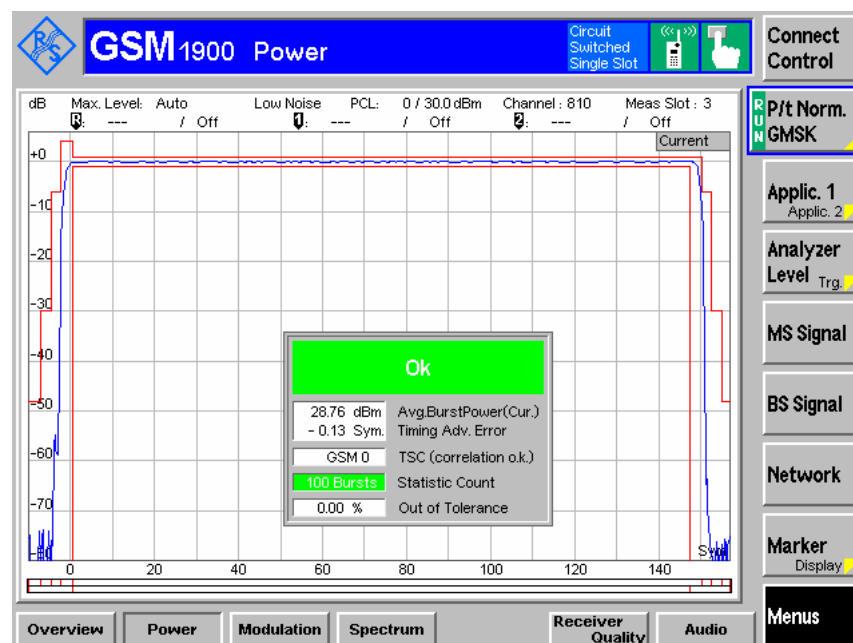 R S
GSM 1900 Power
Circuit
Switched
Single Slot
Connect
Control
dB Max. Level: Auto Low Noise PCL: 0 / 30.0 dBm Channel : 810 Meas Slot : 3
R : --- / Off 1 : --- / Off 2 : --- / Off
Current
RUN
P/t Norm.
GMSK
+0
-10
-20
-30
-40
-50
-60
-70
-80
Ok
28.76 dBm Avg.BurstPower(Cur.)
- 0.13 Sym. Timing Adv. Error
GSM 0 TSC (correlation o.k.)
100 Bursts Statistic Count
0.00 % Out of Tolerance
0 20 40 60 80 100 120 140
Applic. 1
Applic. 2
Analyzer
Level Trg.
MS Signal
BS Signal
Network
Marker
Display
Menus
Overview Power Modulation Spectrum Receiver Quality Audio